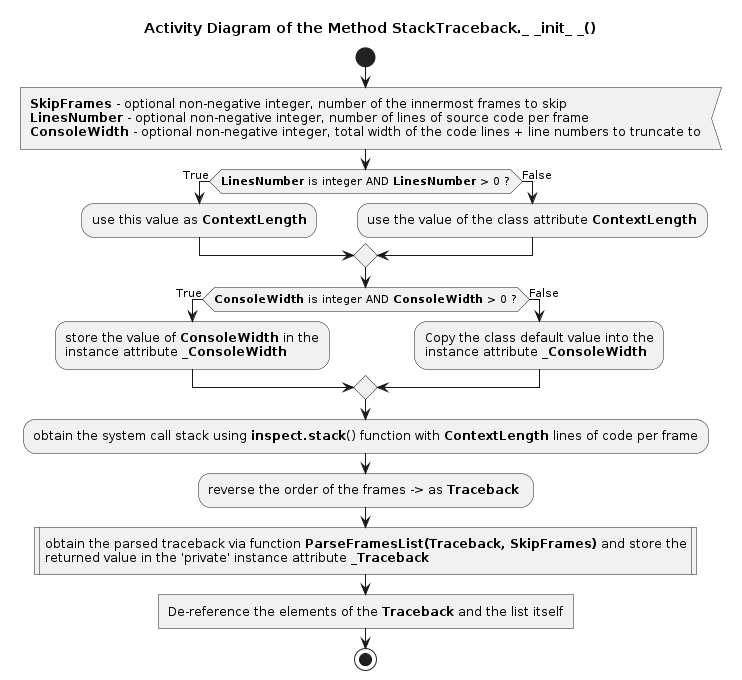 Activity Diagram of the Method StackTraceback._ _init_ _()
SkipFrames - optional non-negative integer, number of the innermost frames to skip
LinesNumber - optional non-negative integer, number of lines of source code per frame
ConsoleWidth - optional non-negative integer, total width of the code lines + line numbers to truncate to
True
LinesNumber is integer AND LinesNumber > 0 ?
False
use this value as ContextLength
use the value of the class attribute ContextLength
True
ConsoleWidth is integer AND ConsoleWidth > 0 ?
False
store the value of ConsoleWidth in the
instance attribute _ConsoleWidth
Copy the class default value into the
instance attribute _ConsoleWidth
obtain the system call stack using inspect.stack() function with ContextLength lines of code per frame
reverse the order of the frames -> as Traceback
obtain the parsed traceback via function ParseFramesList(Traceback, SkipFrames) and store the
returned value in the 'private' instance attribute _Traceback
De-reference the elements of the Traceback and the list itself